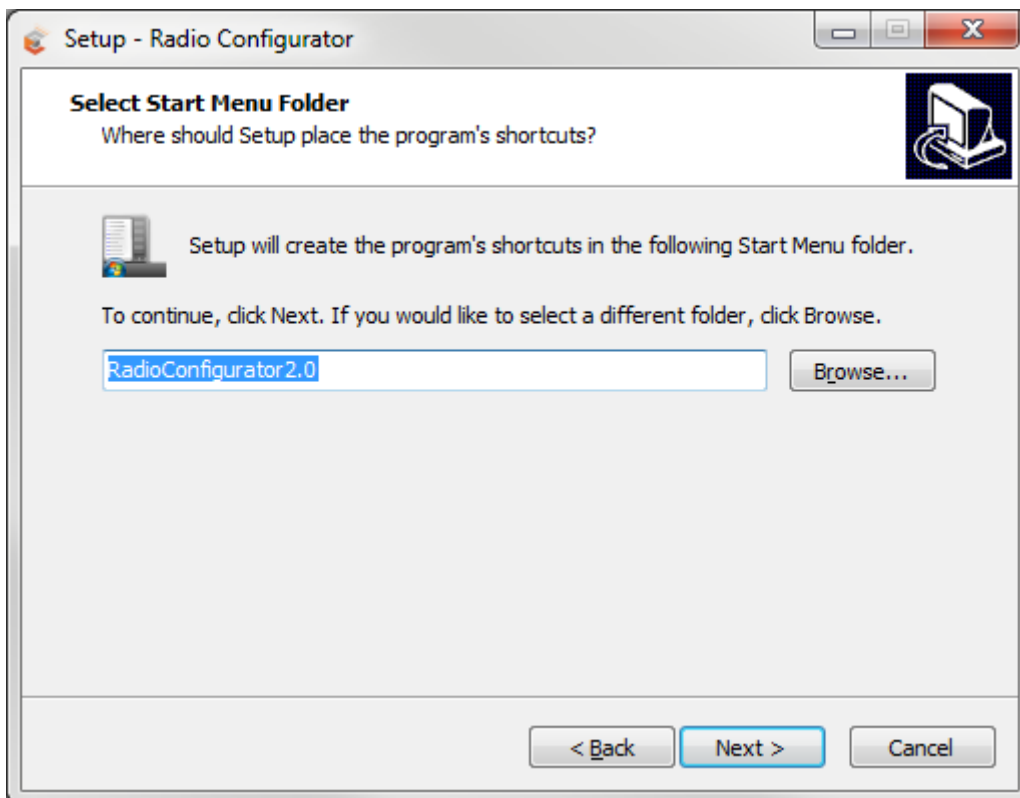 Setup - Radio Configurator
Select Start Menu Folder
Where should Setup place the program's shortcuts?
Setup will create the program's shortcuts in the following Start Menu folder.
To continue, click Next. If you would like to select a different folder, click Browse.
RadioConfigurator2.0
Browse...
< Back
Next >
Cancel